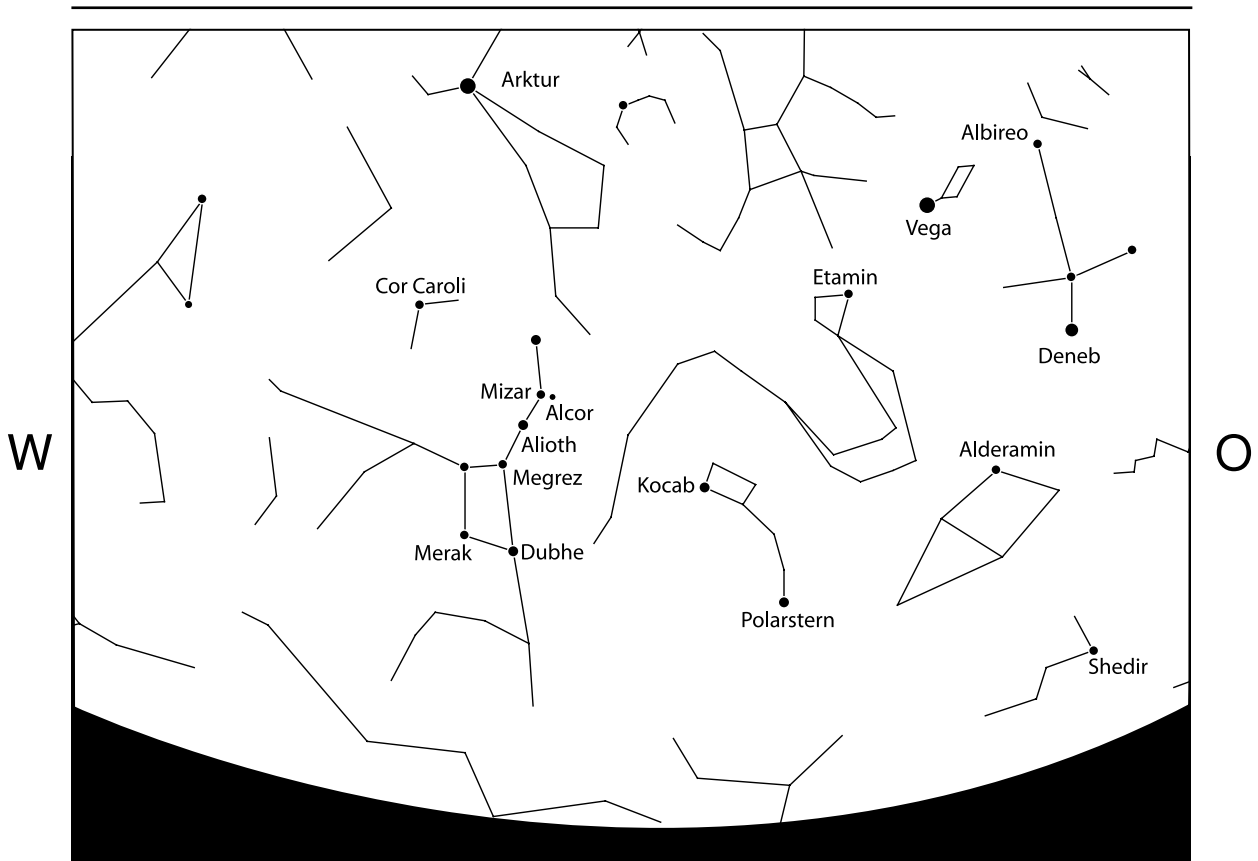 Arktur
Albireo
Vega
Cor Caroli
Etamin
Deneb
Mizar
Alcor
Alioth
W
O
Alderamin
Megrez
Kocab
Merak
Dubhe
Polarstern
Shedir